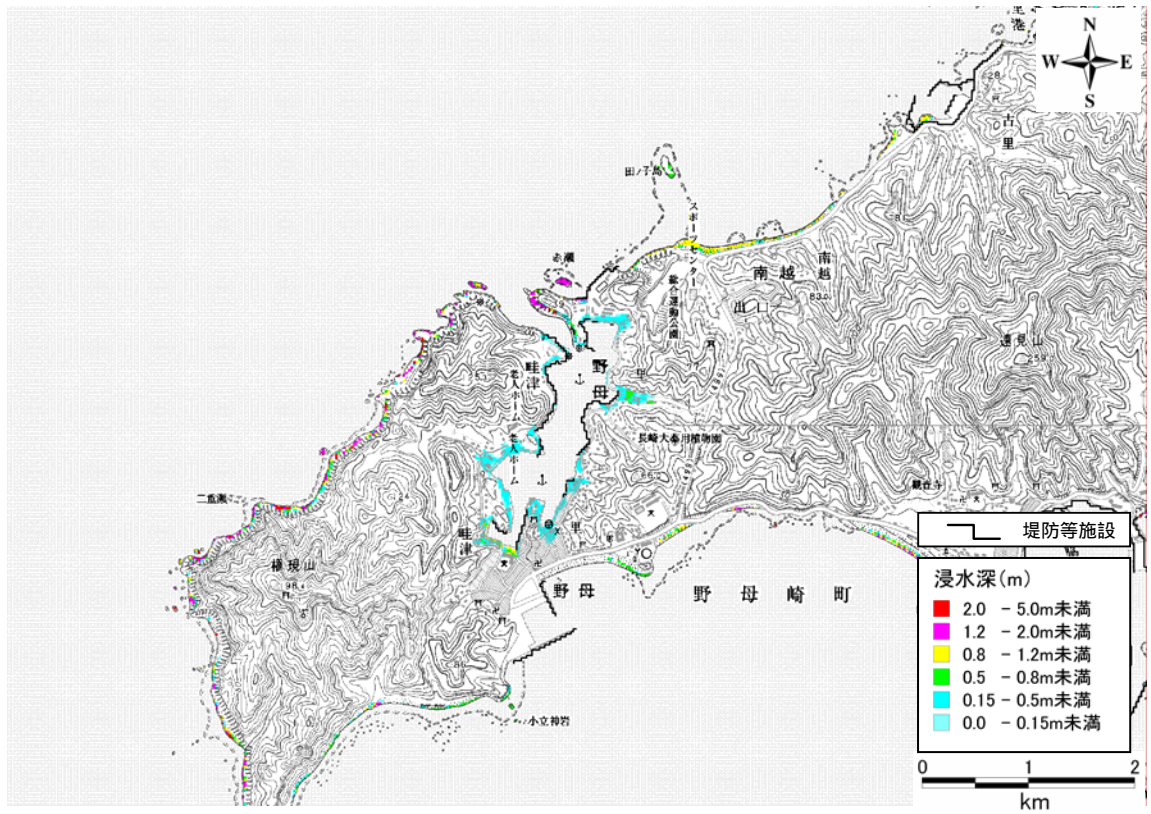 N
W E
S
古里
田ノ子島
スポーツセンター
赤瀬
総合運動公園
南越
南越
出口
遠見山
259
畦津
老人ホーム
野母
老人ホーム
長崎大薬用植物園
観音寺
二重瀬
畦津
権現山
野母
野母崎町
小立神岩
堤防等施設
浸水深(m)
2.0 - 5.0m未満
1.2 - 2.0m未満
0.8 - 1.2m未満
0.5 - 0.8m未満
0.15 - 0.5m未満
0.0 - 0.15m未満
0 1 2
km